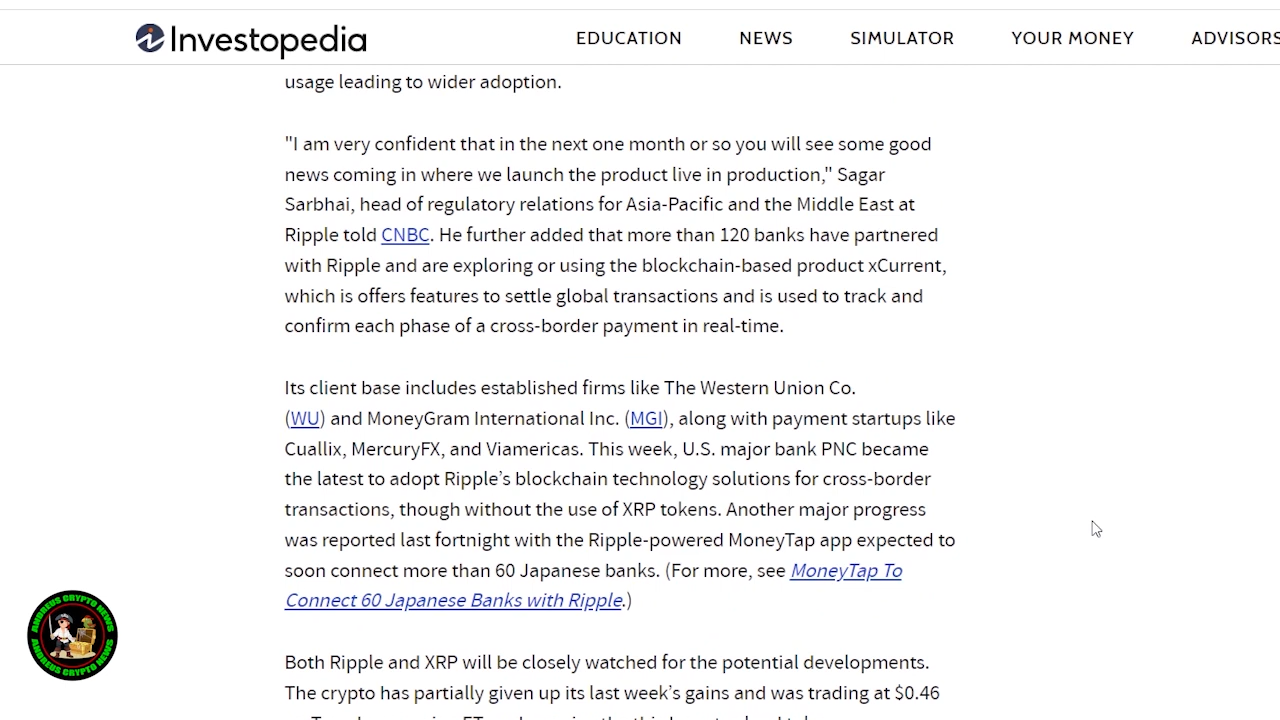 Investopedia
EDUCATION NEWS SIMULATOR YOUR MONEY ADVISORS
usage leading to wider adoption.
"I am very confident that in the next one month or so you will see some good
news coming in where we launch the product live in production," Sagar
Sarbhai, head of regulatory relations for Asia-Pacific and the Middle East at
Ripple told CNBC. He further added that more than 120 banks have partnered
with Ripple and are exploring or using the blockchain-based product xCurrent,
which is offers features to settle global transactions and is used to track and
confirm each phase of a cross-border payment in real-time.
Its client base includes established firms like The Western Union Co.
(WU) and MoneyGram International Inc. (MGI), along with payment startups like
Cuallix, MercuryFX, and Viamericas. This week, U.S. major bank PNC became
the latest to adopt Ripple’s blockchain technology solutions for cross-border
transactions, though without the use of XRP tokens. Another major progress
was reported last fortnight with the Ripple-powered MoneyTap app expected to
soon connect more than 60 Japanese banks. (For more, see MoneyTap To
Connect 60 Japanese Banks with Ripple.)
ANDREUS CRYPTO NEWS
ANDREUS CRYPTO NEWS
Both Ripple and XRP will be closely watched for the potential developments.
The crypto has partially given up its last week’s gains and was trading at $0.46